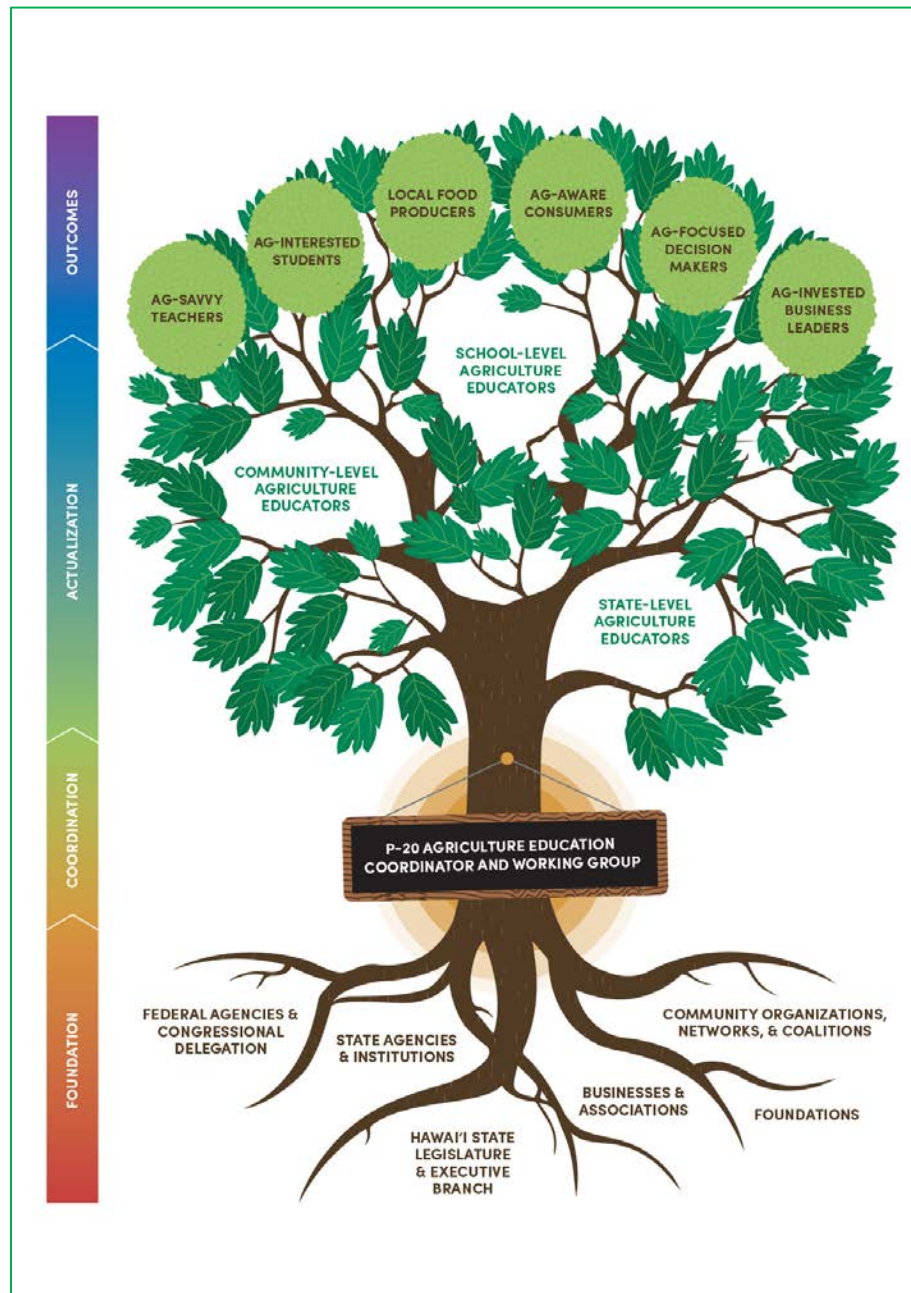 OUTCOMES
ACTUALIZATION
COORDINATION
FOUNDATION
AG-SAVVY
TEACHERS
AG-INTERESTED
STUDENTS
LOCAL FOOD
PRODUCERS
AG-AWARE
CONSUMERS
AG-FOCUSED
DECISION
MAKERS
AG-INVESTED
BUSINESS
LEADERS
SCHOOL-LEVEL
AGRICULTURE
EDUCATORS
COMMUNITY-LEVEL
AGRICULTURE
EDUCATORS
STATE-LEVEL
AGRICULTURE
EDUCATORS
P-20 AGRICULTURE EDUCATION
COORDINATOR AND WORKING GROUP
FEDERAL AGENCIES &
CONGRESSIONAL
DELEGATION
STATE AGENCIES
& INSTITUTIONS
HAWAI‘I STATE
LEGISLATURE
& EXECUTIVE
BRANCH
BUSINESSES &
ASSOCIATIONS
COMMUNITY ORGANIZATIONS,
NETWORKS, & COALITIONS
FOUNDATIONS